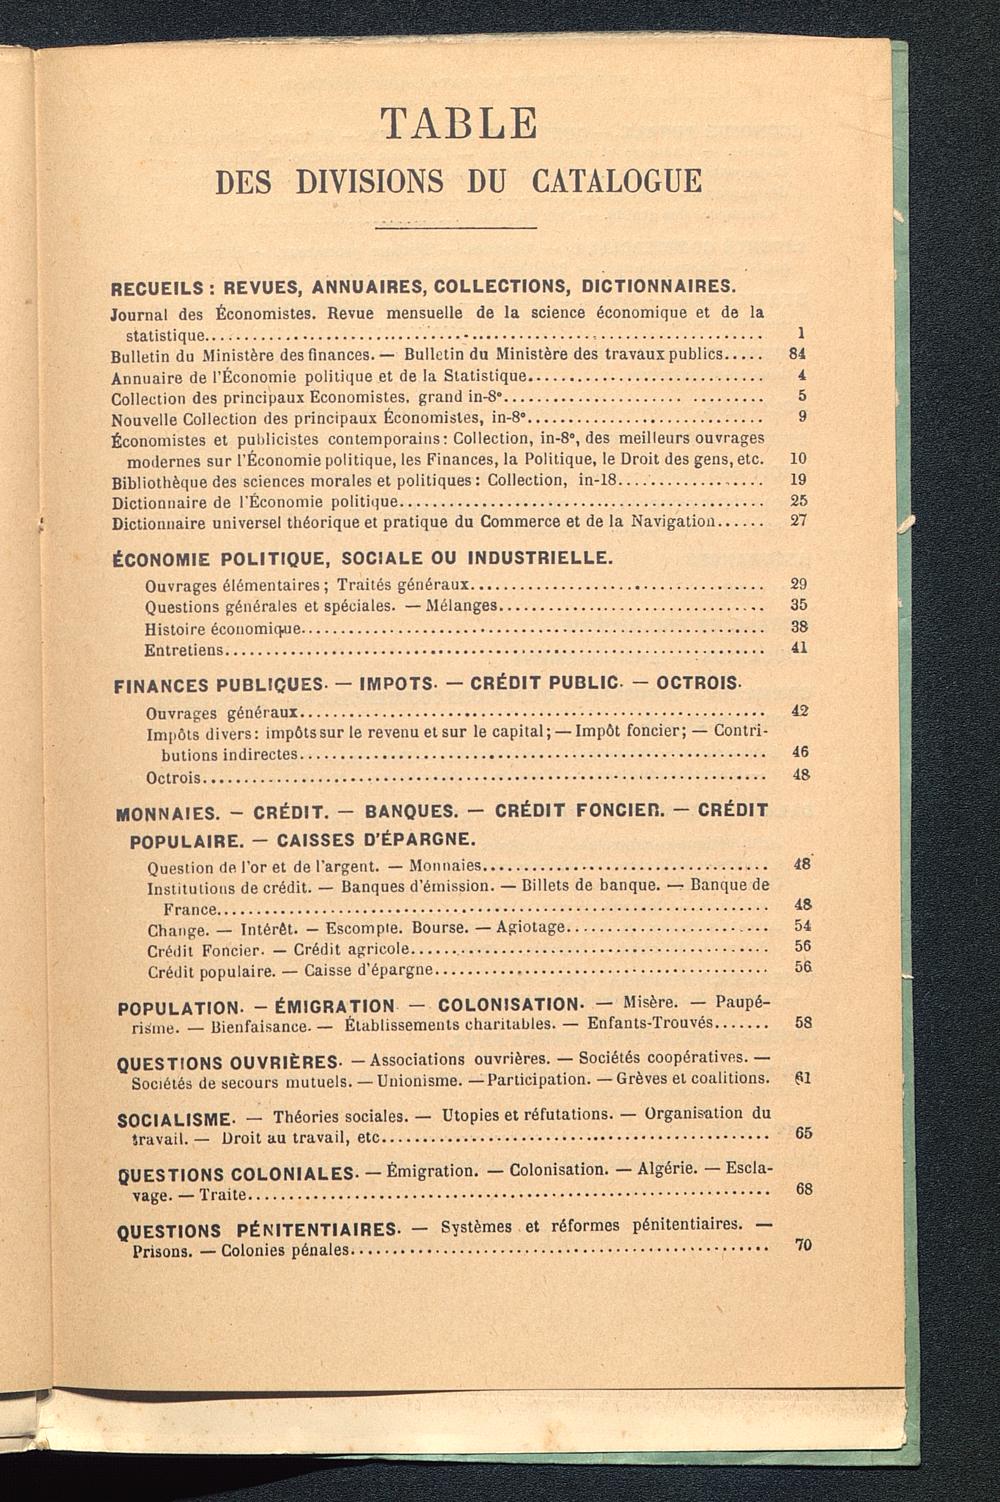 TABLE
DES DIVISIONS DU CATALOGUE
RECUEILS : REVUES, ANNUAIRES, COLLECTIONS, DICTIONNAIRES.
Journal des Économistes. Revue mensuelle de la science économique et de la
statistique........................................ 1
Bulletin du Ministère des finances. — Bulletin du Ministère des travaux publics..... 84
Annuaire de l'Économie politique et de la Statistique.............................. 4
Collection des principaux Économistes, grand in-8°.............................. 5
Nouvelle Collection des principaux Économistes, in-8°.............................. 9
Économistes et publicistes contemporains : Collection, in-8°, des meilleurs ouvrages
modernes sur l'Économie politique, les Finances, la Politique, le Droit des gens, etc. 10
Bibliothèque des sciences morales et politiques : Collection, in-18.................. 19
Dictionnaire de l'Économie politique.............................. 25
Dictionnaire universel théorique et pratique du Commerce et de la Navigation...... 27
ÉCONOMIE POLITIQUE, SOCIALE OU INDUSTRIELLE.
Ouvrages élémentaires ; Traités généraux.............................. 29
Questions générales et spéciales. — Mélanges.............................. 35
Histoire économique.............................. 38
Entretiens.............................. 41
FINANCES PUBLIQUES. — IMPOTS. — CRÉDIT PUBLIC. — OCTROIS.
Ouvrages généraux.............................. 42
Impôts divers : impôts sur le revenu et sur le capital ; — Impôt foncier ; — Contri-
butions indirectes.............................. 46
Octrois.............................. 48
MONNAIES. — CRÉDIT. — BANQUES. — CRÉDIT FONCIER. — CRÉDIT
POPULAIRE. — CAISSES D'ÉPARGNE.
Question de l'or et de l'argent. — Monnaies.............................. 48
Institutions de crédit. — Banques d'émission. — Billets de banque. — Banque de
France.............................. 48
Change. — Intérêt. — Escompte. Bourse. — Agiotage.............................. 54
Crédit Foncier. — Crédit agricole.............................. 56
Crédit populaire. — Caisse d'épargne.............................. 56
POPULATION. — ÉMIGRATION — COLONISATION. — Misère. — Paupé-
risme. — Bienfaisance. — Établissements charitables. — Enfants-Trouvés....... 58
QUESTIONS OUVRIÈRES. — Associations ouvrières. — Sociétés coopératives. —
Sociétés de secours mutuels. — Unionisme. — Participation. — Grèves et coalitions. 61
SOCIALISME. — Théories sociales. — Utopies et réfutations. — Organisation du
travail. — Droit au travail, etc.............................. 65
QUESTIONS COLONIALES. — Émigration. — Colonisation. — Algérie. — Escla-
vage. — Traite.............................. 68
QUESTIONS PÉNITENTIAIRES. — Systèmes et réformes pénitentiaires. —
Prisons. — Colonies pénales.............................. 70